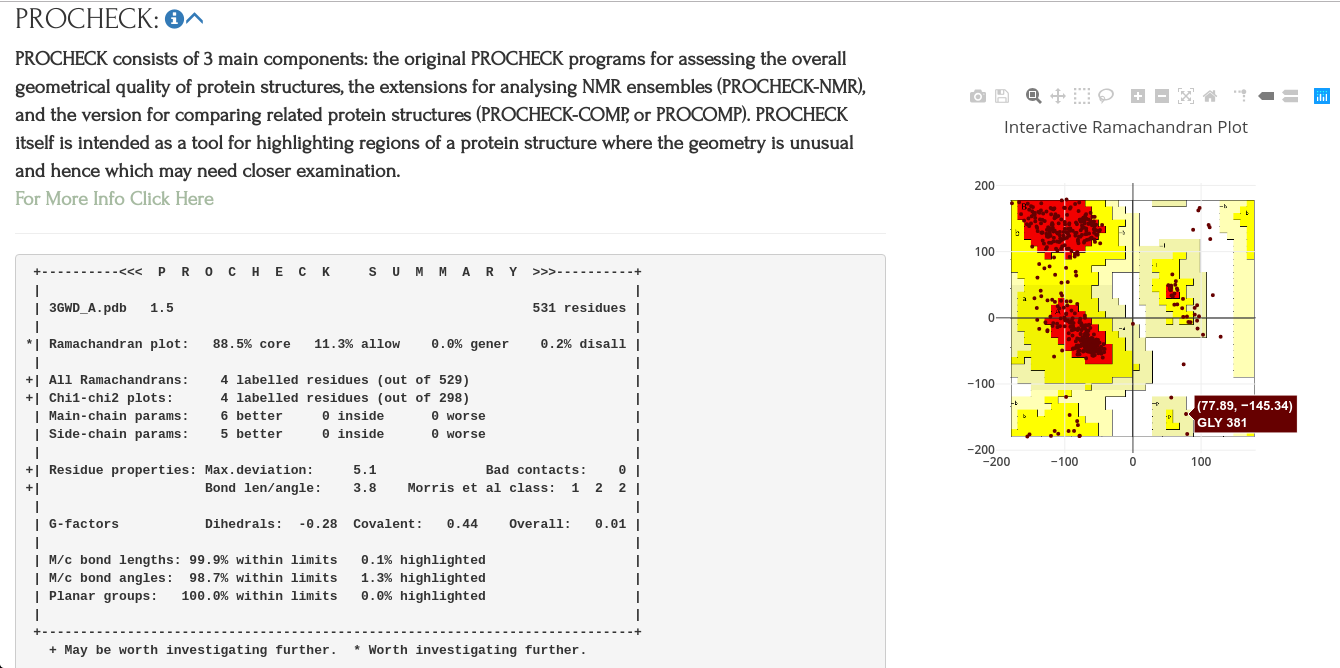 PROCHECK:
PROCHECK consists of 3 main components: the original PROCHECK programs for assessing the overall
geometrical quality of protein structures, the extensions for analysing NMR ensembles (PROCHECK-NMR),
and the version for comparing related protein structures (PROCHECK-COMP, or PROCOMP). PROCHECK
itself is intended as a tool for highlighting regions of a protein structure where the geometry is unusual
and hence which may need closer examination.
For More Info Click Here
+----------<<< P R O C H E C K S U M M A R Y >>>----------+
| |
| 3GWD_A.pdb 1.5 531 residues |
| |
*| Ramachandran plot: 88.5% core 11.3% allow 0.0% gener 0.2% disall |
| |
+| All Ramachandrans: 4 labelled residues (out of 529) |
+| Chi1-chi2 plots: 4 labelled residues (out of 298) |
| Main-chain params: 6 better 0 inside 0 worse |
| Side-chain params: 5 better 0 inside 0 worse |
| |
+| Residue properties: Max.deviation: 5.1 Bad contacts: 0 |
+| Bond len/angle: 3.8 Morris et al class: 1 2 2 |
| |
| G-factors Dihedrals: -0.28 Covalent: 0.44 Overall: 0.01 |
| |
| M/c bond lengths: 99.9% within limits 0.1% highlighted |
| M/c bond angles: 98.7% within limits 1.3% highlighted |
| Planar groups: 100.0% within limits 0.0% highlighted |
| |
+----------------------------------------------------------------------------+
+ May be worth investigating further. * Worth investigating further.
Interactive Ramachandran Plot
200
100
0
−100
−200
(77.89, −145.34)
GLY 381
−200 −100 0 100